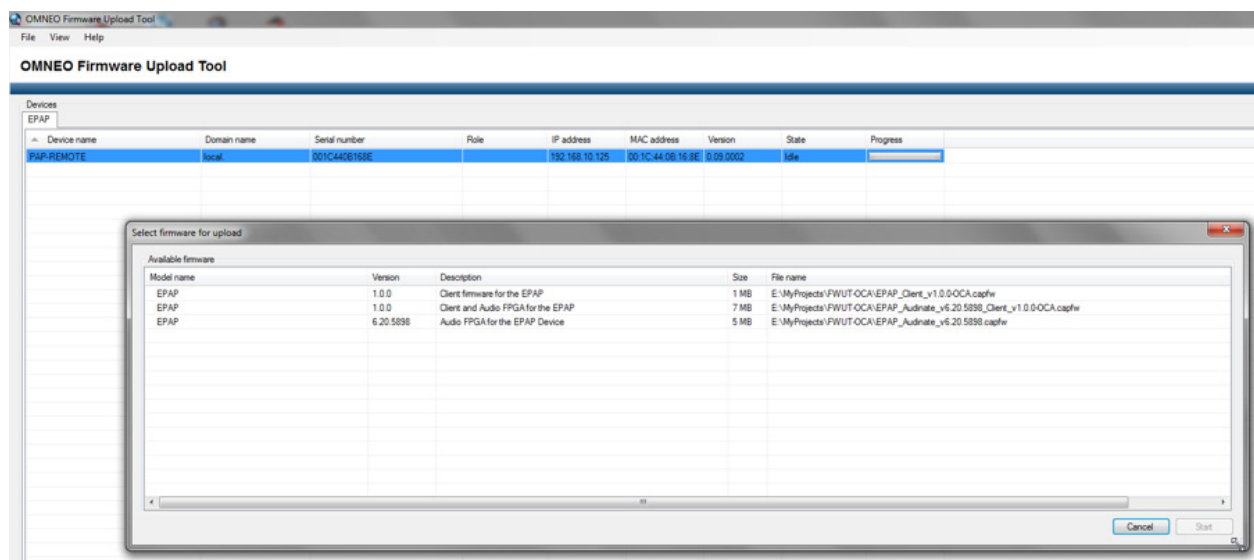 OMNEO Firmware Upload Tool
File View Help
OMNEO Firmware Upload Tool
Devices
EPAP
Device name Domain name Serial number Role IP address MAC address Version State Progress
PAP-REMOTE local 001C440B168E 192.168.10.125 00:1C:44:0B:16:8E 0.09.0002 Idle
Select firmware for upload
Available firmware
Model name Version Description Size File name
EPAP 1.0.0 Client firmware for the EPAP 1 MB E:\MyProjects\FWUT-OCA\EPAP_Client_v1.0.0-OCA.capfw
EPAP 1.0.0 Client and Audio FPGA for the EPAP 7 MB E:\MyProjects\FWUT-OCA\EPAP_Audinate_v6.20.5898_Client_v1.0.0-OCA.capfw
EPAP 6.20.5898 Audio FPGA for the EPAP Device 5 MB E:\MyProjects\FWUT-OCA\EPAP_Audinate_v6.20.5898.capfw
Cancel Start